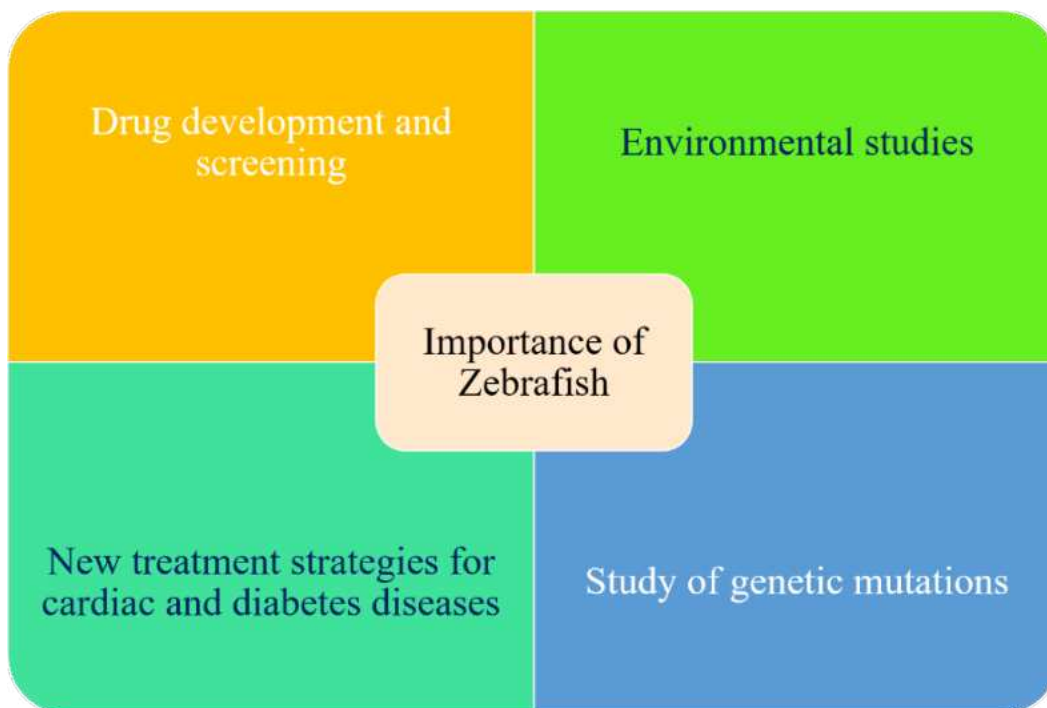 Drug development and
screening
Environmental studies
Importance of
Zebrafish
New treatment strategies for
cardiac and diabetes diseases
Study of genetic mutations